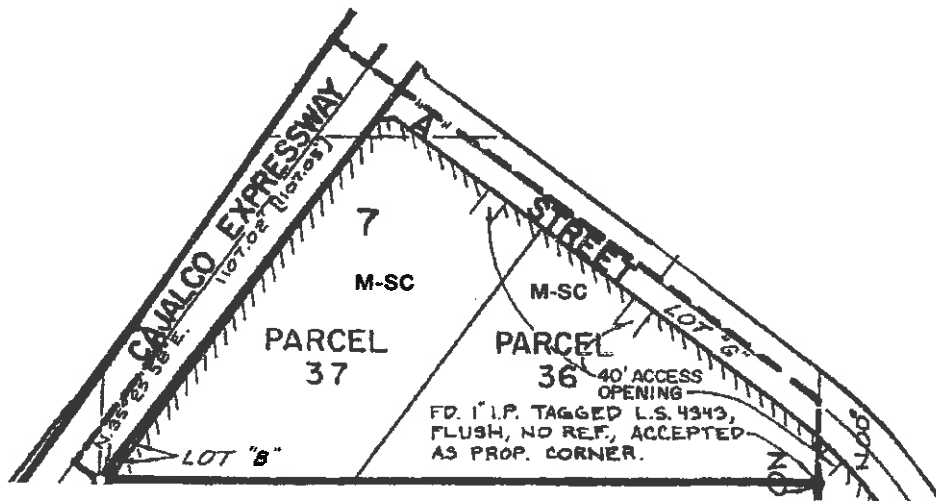 CAJALCO EXPRESSWAY
1107.02' (1107.03')
N. 35° 23' 58" E.
"A" STREET
7
M-SC
PARCEL
37
M-SC
PARCEL
36
LOT "G"
40' ACCESS
OPENING
FD. 1" I.P. TAGGED L.S. 4343,
FLUSH, NO REF., ACCEPTED
AS PROP. CORNER.
LOT "B"